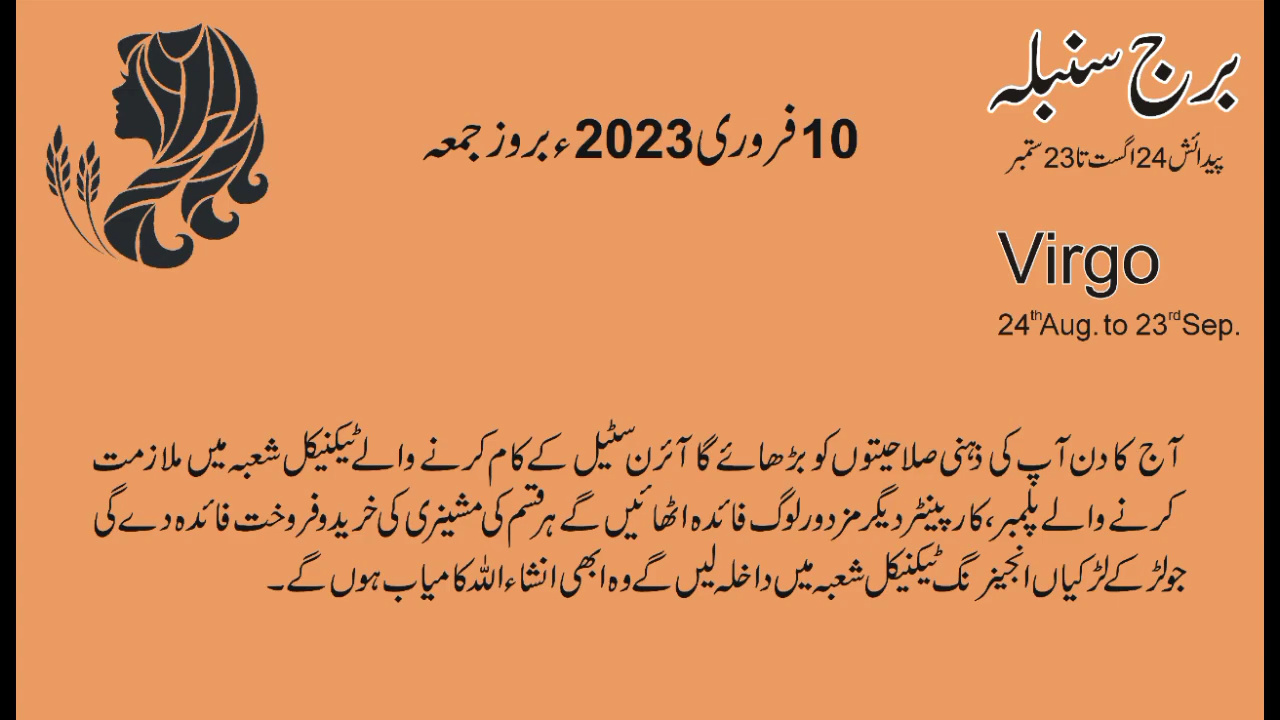 برج سنبلہ
پیدائش 24 اگست تا 23 ستمبر
10 فروری 2023ء بروز جمعہ
Virgo
24th Aug. to 23rd Sep.
آج کا دن آپ کی ذہنی صلاحیتوں کو بڑھائے گا آئرن سٹیل کے کام کرنے والے ٹیکنیکل شعبہ میں ملازمت
کرنے والے پلمبر، کارپینٹر دیگر مزدور لوگ فائدہ اٹھائیں گے ہر قسم کی مشینری کی خرید و فروخت فائدہ دے گی
جو لڑکے لڑکیاں انجینرنگ ٹیکنیکل شعبہ میں داخلہ لیں گے وہ ابھی انشاء اللہ کامیاب ہوں گے۔